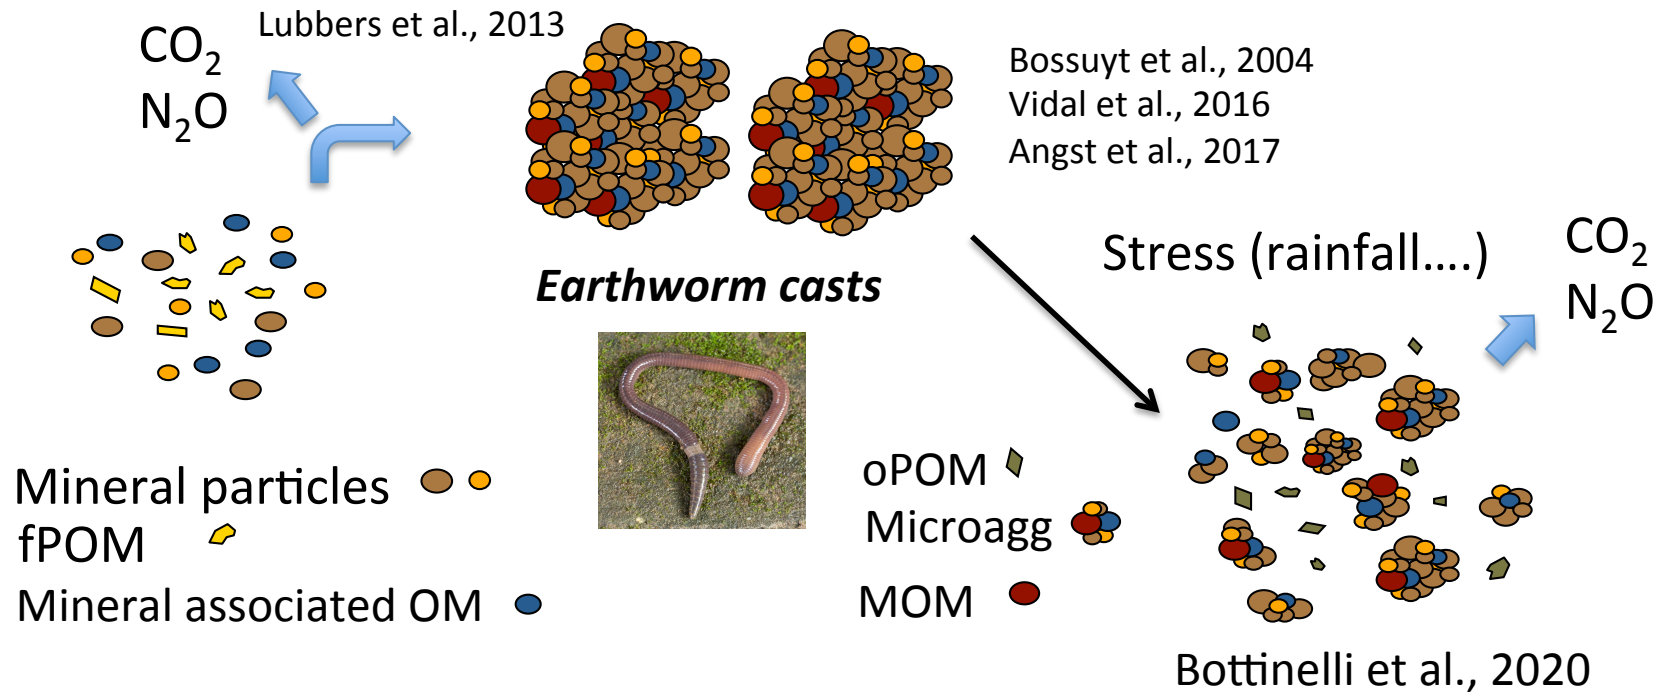 CO2
N2O
Lubbers et al., 2013
Bossuyt et al., 2004
Vidal et al., 2016
Angst et al., 2017
Earthworm casts
Stress (rainfall....)
CO2
N2O
Mineral particles
fPOM
Mineral associated OM
oPOM
Microagg
MOM
Bottinelli et al., 2020